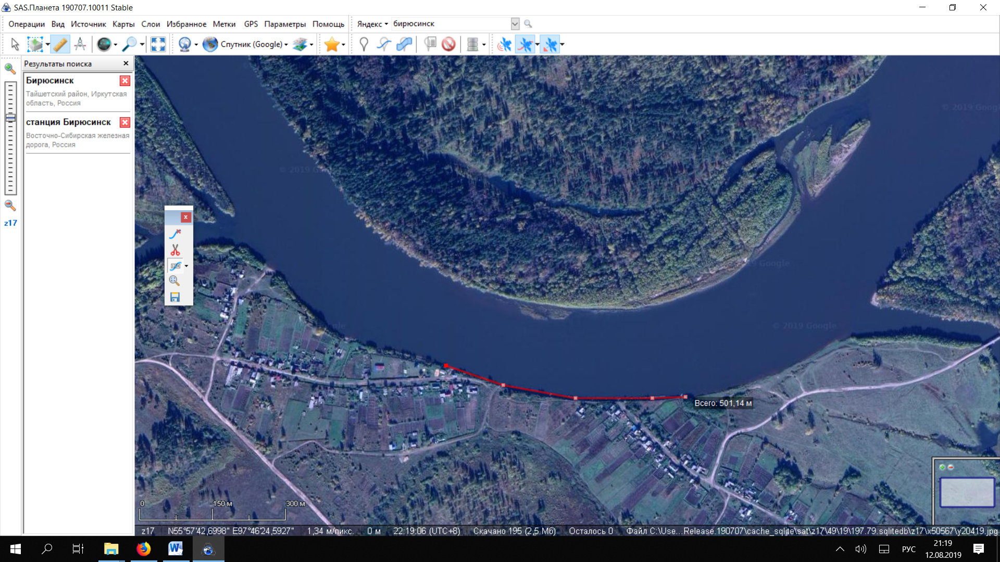 SAS.Планета 190707.10011 Stable
Операции Вид Источник Карты Слои Избранное Метки GPS Параметры Помощь Яндекс бирюсинск
Спутник (Google)
Результаты поиска
Бирюсинск
Тайшетский район, Иркутская
область, Россия
станция Бирюсинск
Восточно-Сибирская железная
дорога, Россия
z17
© 2019 Google
© 2019 Google
Всего: 501,14 м
0 150 м 300 м
z17 N55°57'42,6998" E97°46'24,5927" 1,34 м/пикс. 0 м 22:19:06 (UTC+8) Скачано 195 (2,5 Мб) Осталось 0 Файл C:\Use...Release.190707\cache_sqlite\sat\z17\49\19\197.79.sqlitedb\z17\x50567\y20419.jpg
РУС
21:19
12.08.2019